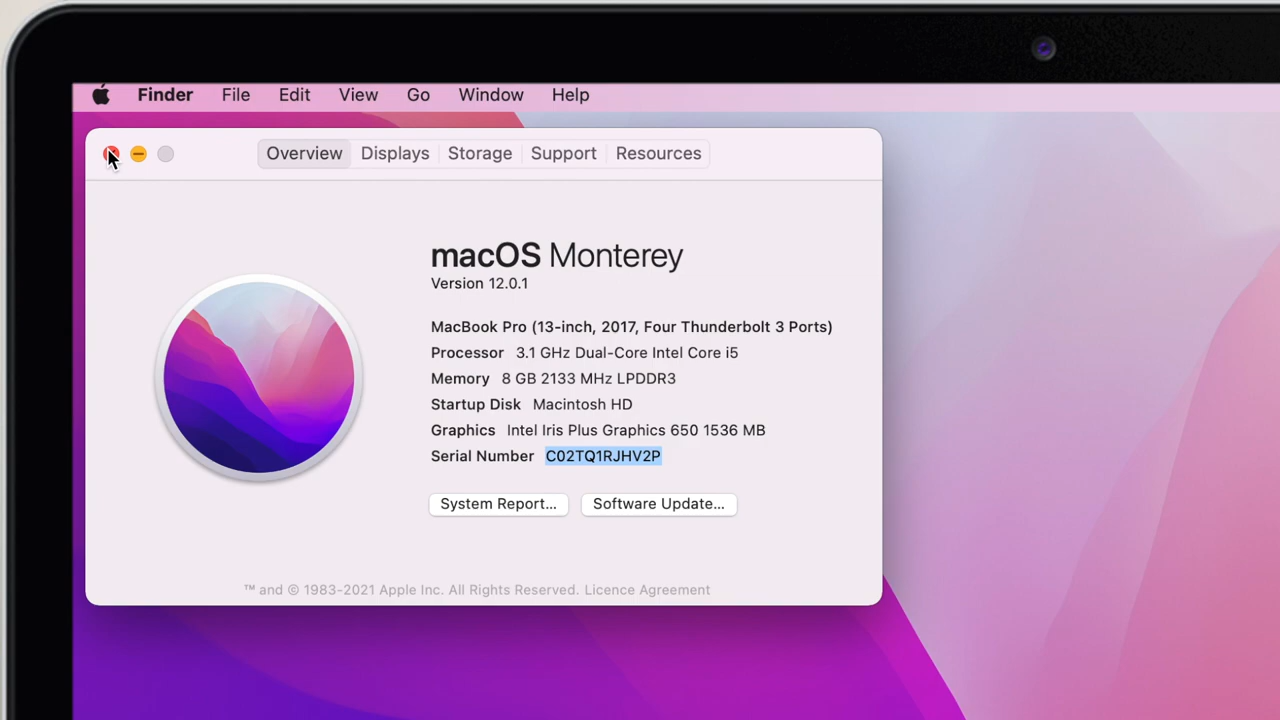 Finder File Edit View Go Window Help
Overview Displays Storage Support Resources
macOS Monterey
Version 12.0.1
MacBook Pro (13-inch, 2017, Four Thunderbolt 3 Ports)
Processor 3.1 GHz Dual-Core Intel Core i5
Memory 8 GB 2133 MHz LPDDR3
Startup Disk Macintosh HD
Graphics Intel Iris Plus Graphics 650 1536 MB
Serial Number C02TQ1RJHV2P
System Report... Software Update...
™ and © 1983-2021 Apple Inc. All Rights Reserved. Licence Agreement